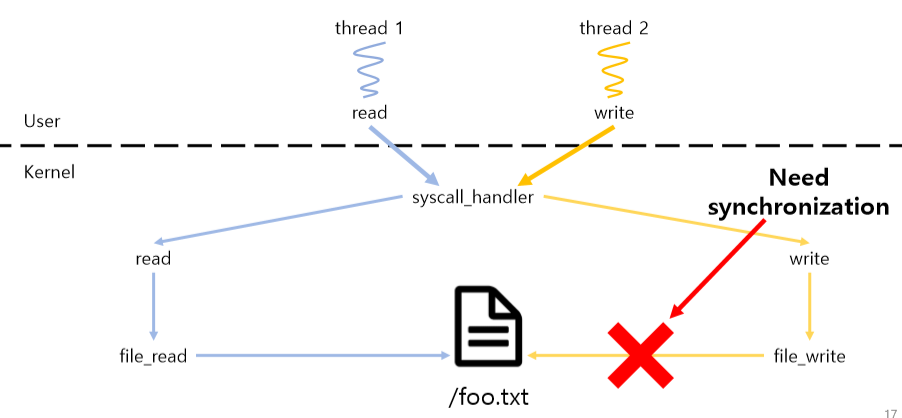 thread 1
thread 2
read
write
User
Kernel
Need
synchronization
syscall_handler
read
write
file_read
file_write
/foo.txt
17